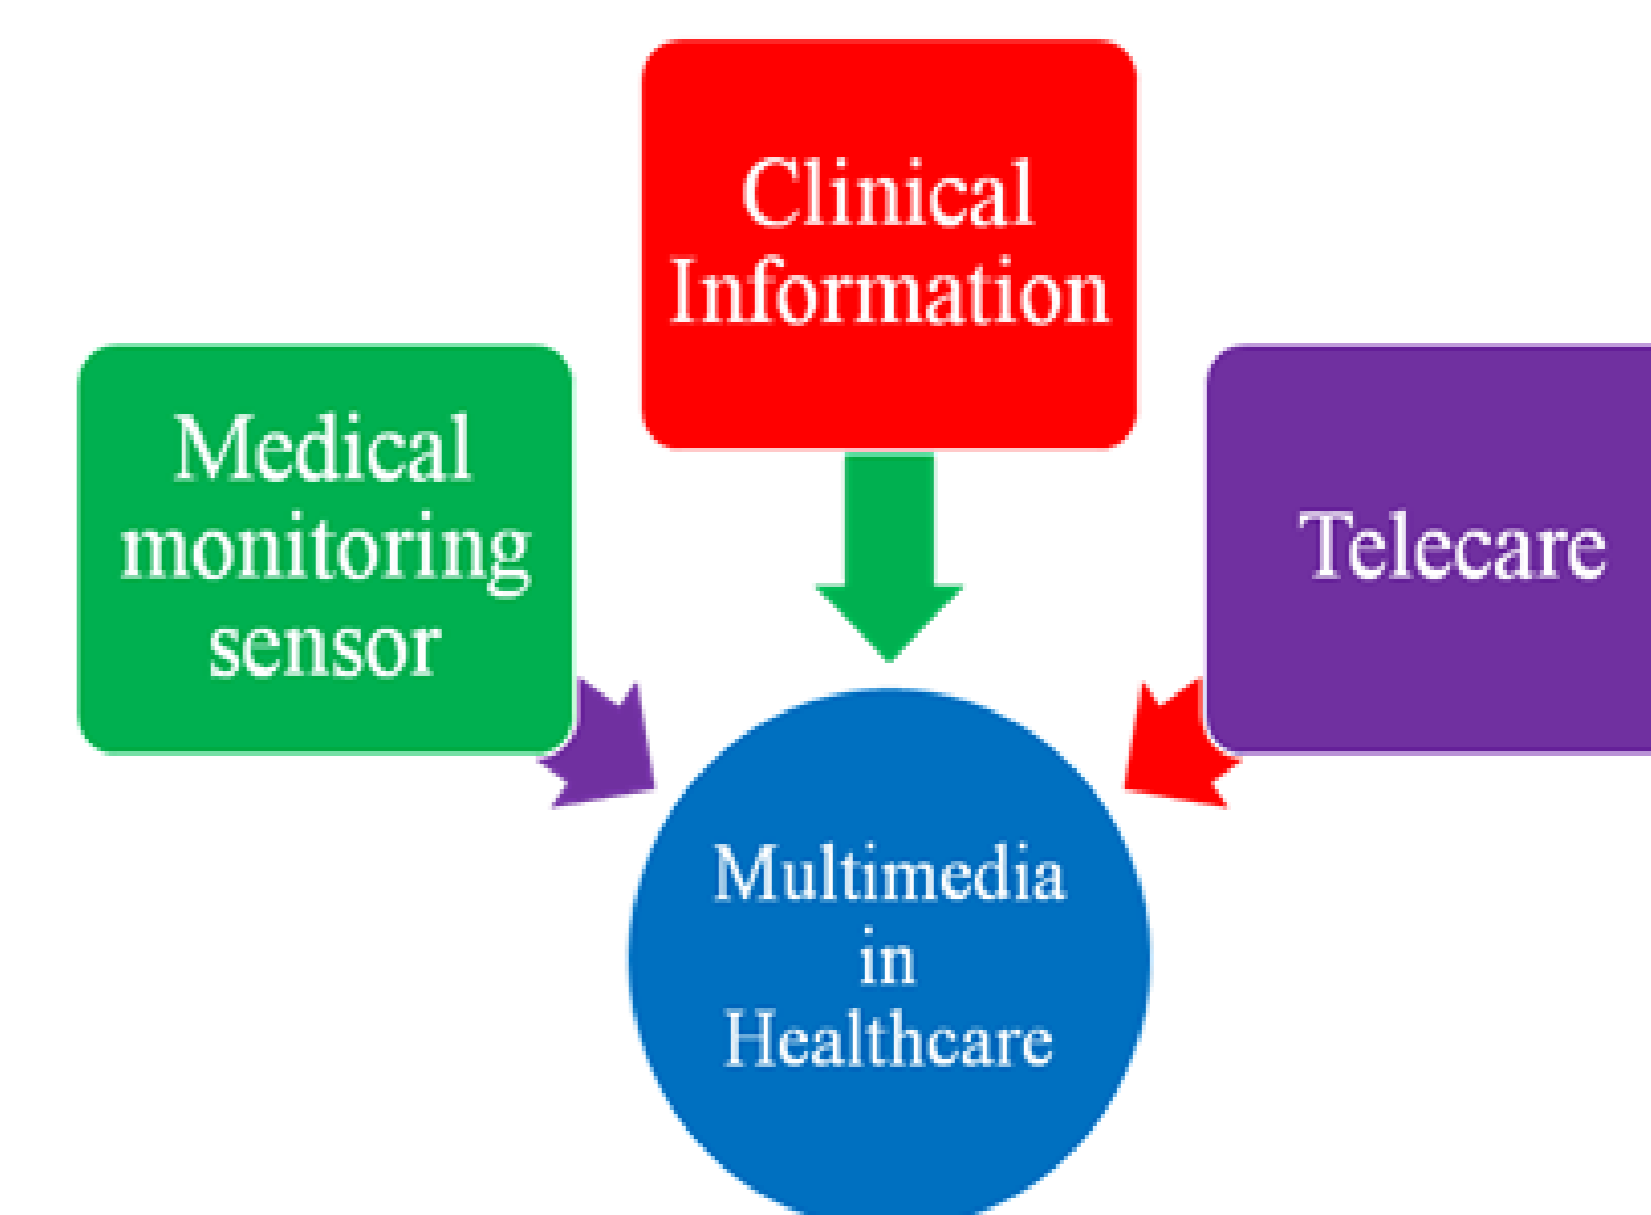 Clinical
Information
Medical
monitoring
sensor
Telecare
Multimedia
in
Healthcare